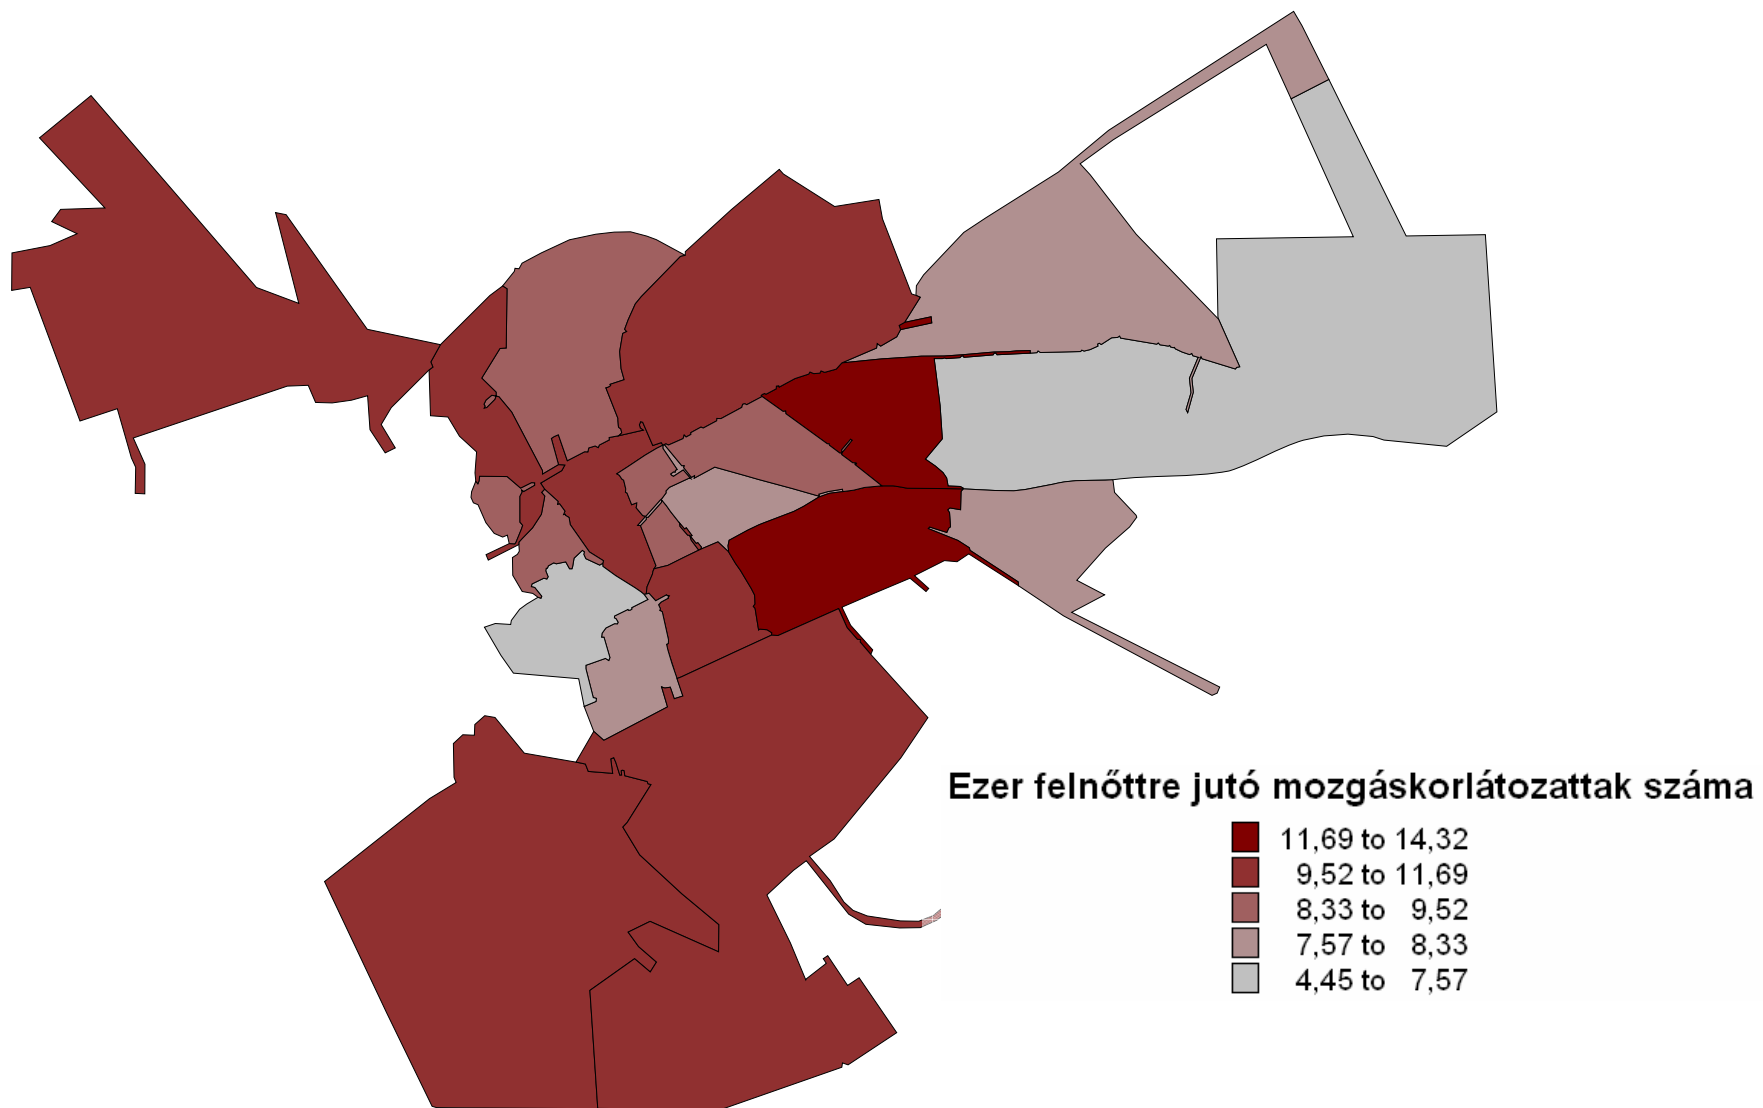 Ezer felnőttre jutó mozgáskorlátozattak száma
11,69 to 14,32
9,52 to 11,69
8,33 to 9,52
7,57 to 8,33
4,45 to 7,57